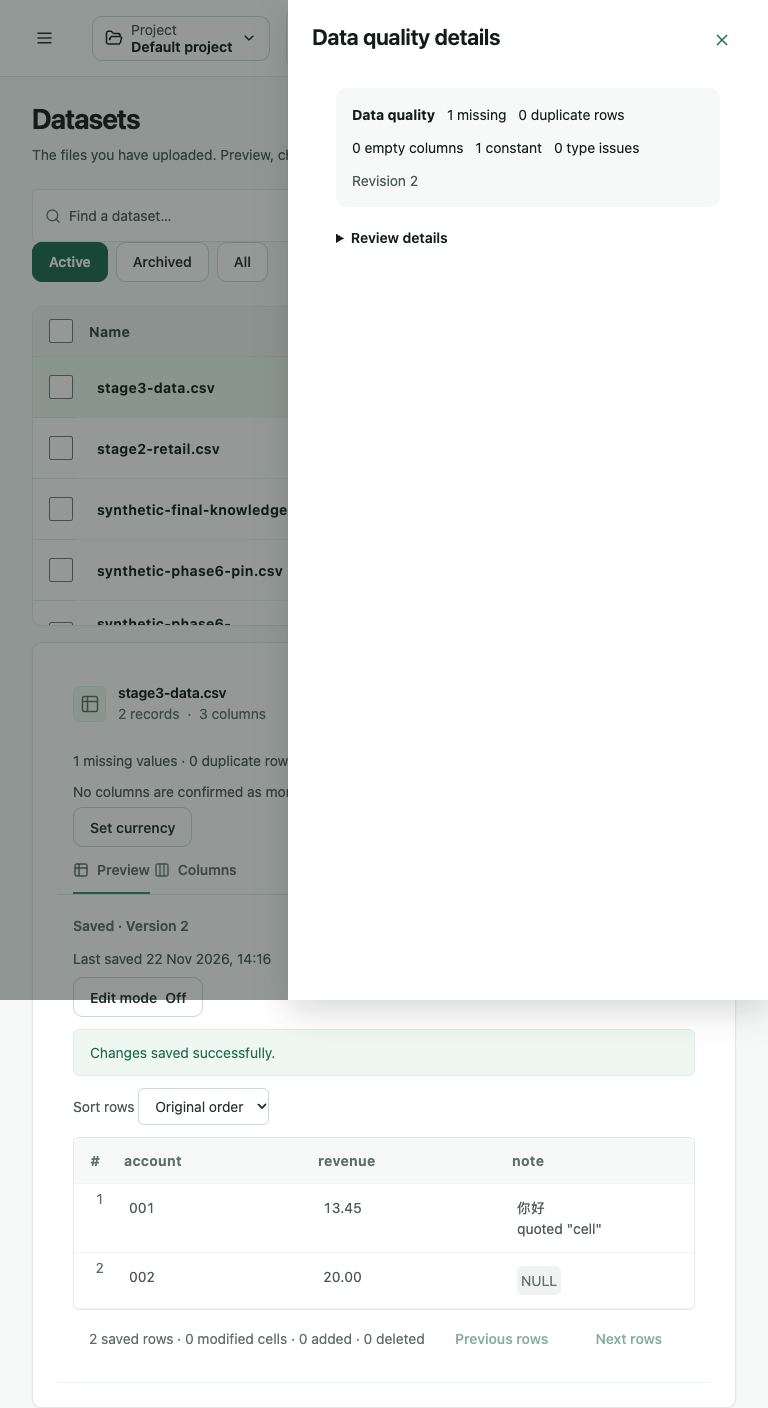 Project
Default project
Data quality details
Datasets
The files you have uploaded. Preview,
Find a dataset...
Active
Archived
All
Name
stage3-data.csv
stage2-retail.csv
synthetic-final-knowledge
synthetic-phase6-pin.csv
synthetic-phase6-
Data quality 1 missing 0 duplicate rows
0 empty columns 1 constant 0 type issues
Revision 2
Review details
stage3-data.csv
2 records · 3 columns
1 missing values · 0 duplicate
No columns are confirmed as
Set currency
Preview
Columns
Saved · Version 2
Last saved 22 Nov 2026, 14:16
Edit mode Off
Changes saved successfully.
Sort rows Original order
# account revenue note
1 001 13.45 你好
quoted "cell"
2 002 20.00 NULL
2 saved rows · 0 modified cells · 0 added · 0 deleted Previous rows Next rows